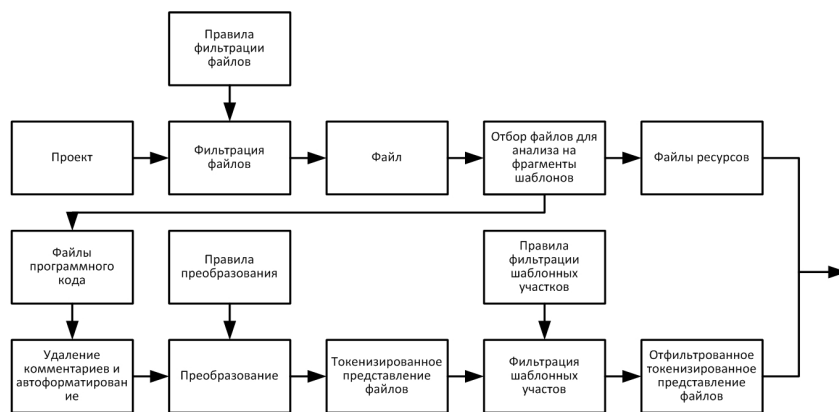 Правила
фильтрации
файлов
Проект
Фильтрация
файлов
Файл
Отбор файлов для
анализа на
фрагменты
шаблонов
Файлы ресурсов
Файлы
программного
кода
Правила
преобразования
Правила
фильтрации
шаблонных
участков
Удаление
комментариев и
автоформатирован
ие
Преобразование
Токенизированное
представление
файлов
Фильтрация
шаблонных
участов
Отфильтрованное
токенизированное
представление
файлов